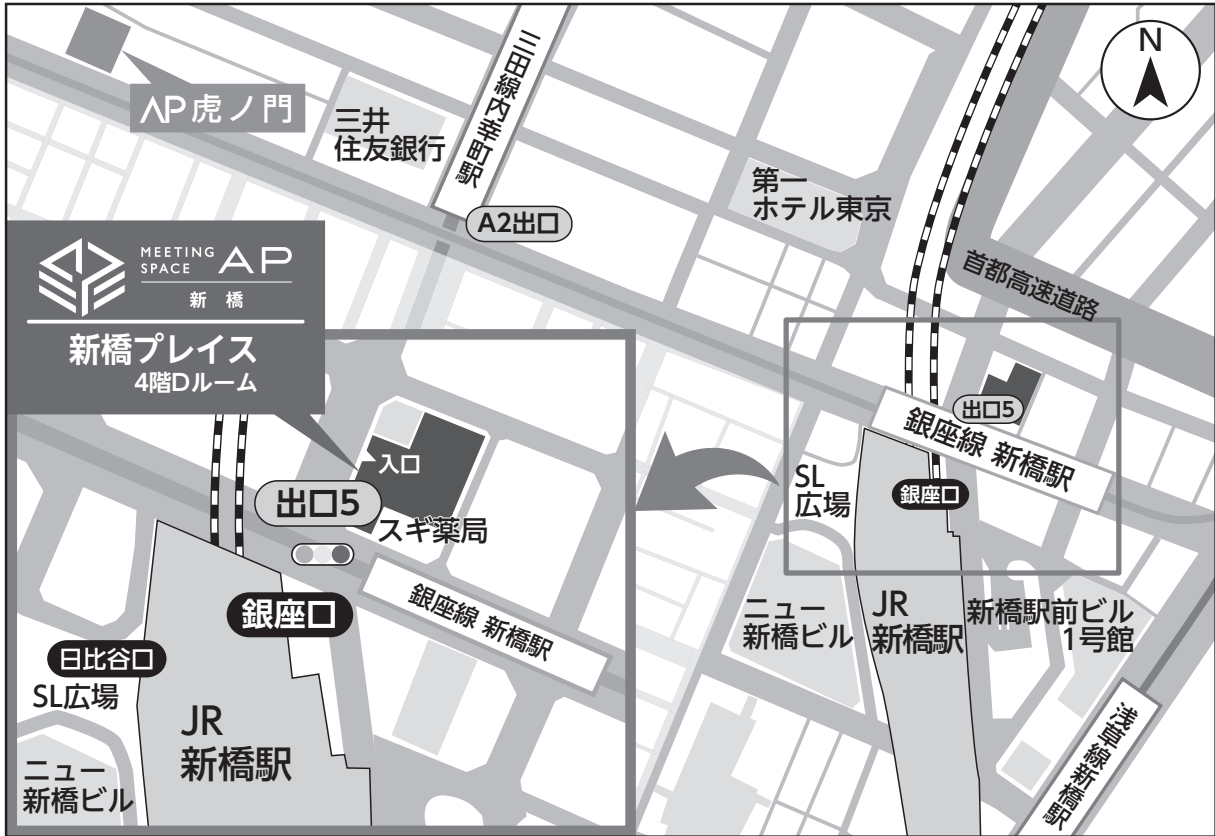 N
AP虎ノ門
三井
住友銀行
三田線内幸町駅
A2出口
第一
ホテル東京
首都高速道路
MEETING
SPACE
AP
新橋
新橋プレイス
4階Dルーム
入口
出口5
スギ薬局
銀座口
銀座線 新橋駅
日比谷口
SL広場
JR
新橋駅
ニュー
新橋ビル
出口5
銀座線 新橋駅
SL
広場
銀座口
ニュー
新橋ビル
JR
新橋駅
新橋駅前ビル
1号館
浅草線新橋駅